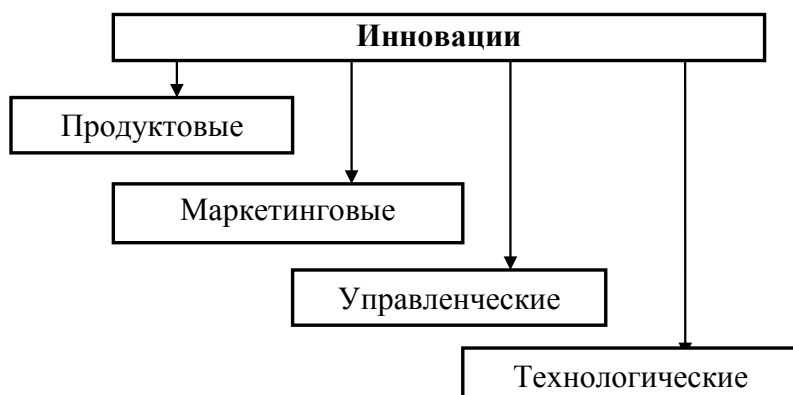 Инновации
Продуктовые
Маркетинговые
Управленческие
Технологические